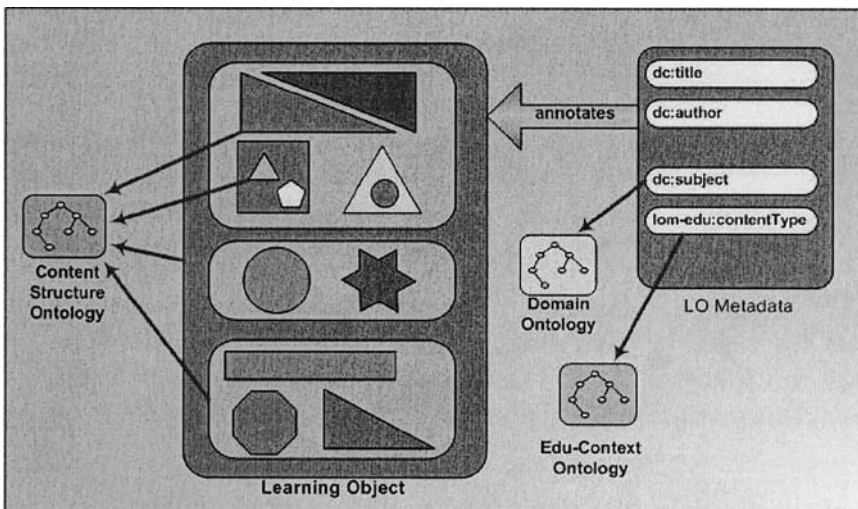 dc:title
annotates
dc:author
dc:subject
lom-edu:contentType
Content
Structure
Ontology
Domain
Ontology
LO Metadata
Edu-Context
Ontology
Learning Object